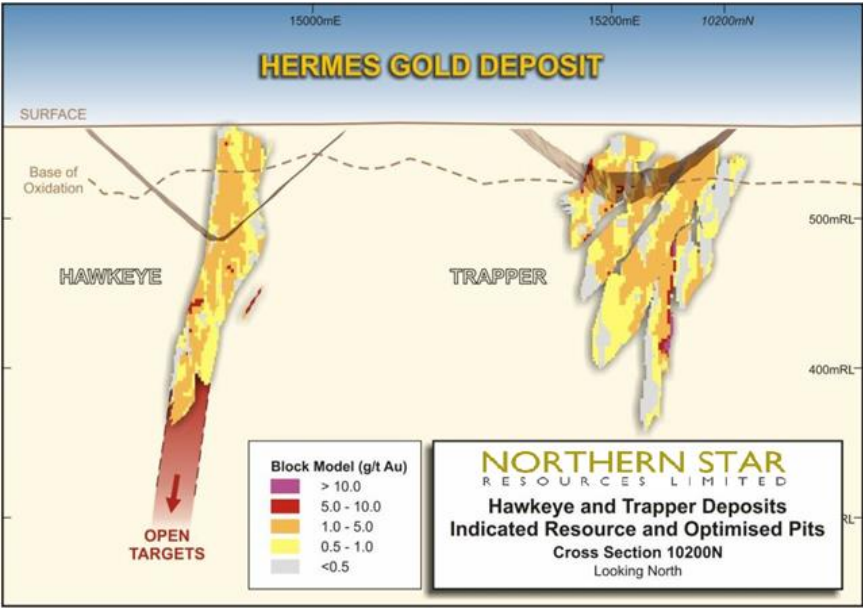 15000mE
15200mE
10200mN
HERMES GOLD DEPOSIT
SURFACE
Base of
Oxidation
500mRL
HAWKEYE
TRAPPER
400mRL
Block Model (g/t Au)
> 10.0
5.0 - 10.0
1.0 - 5.0
0.5 - 1.0
<0.5
OPEN
TARGETS
NORTHERN STAR
RESOURCES LIMITED
Hawkeye and Trapper Deposits
Indicated Resource and Optimised Pits
Cross Section 10200N
Looking North
RL